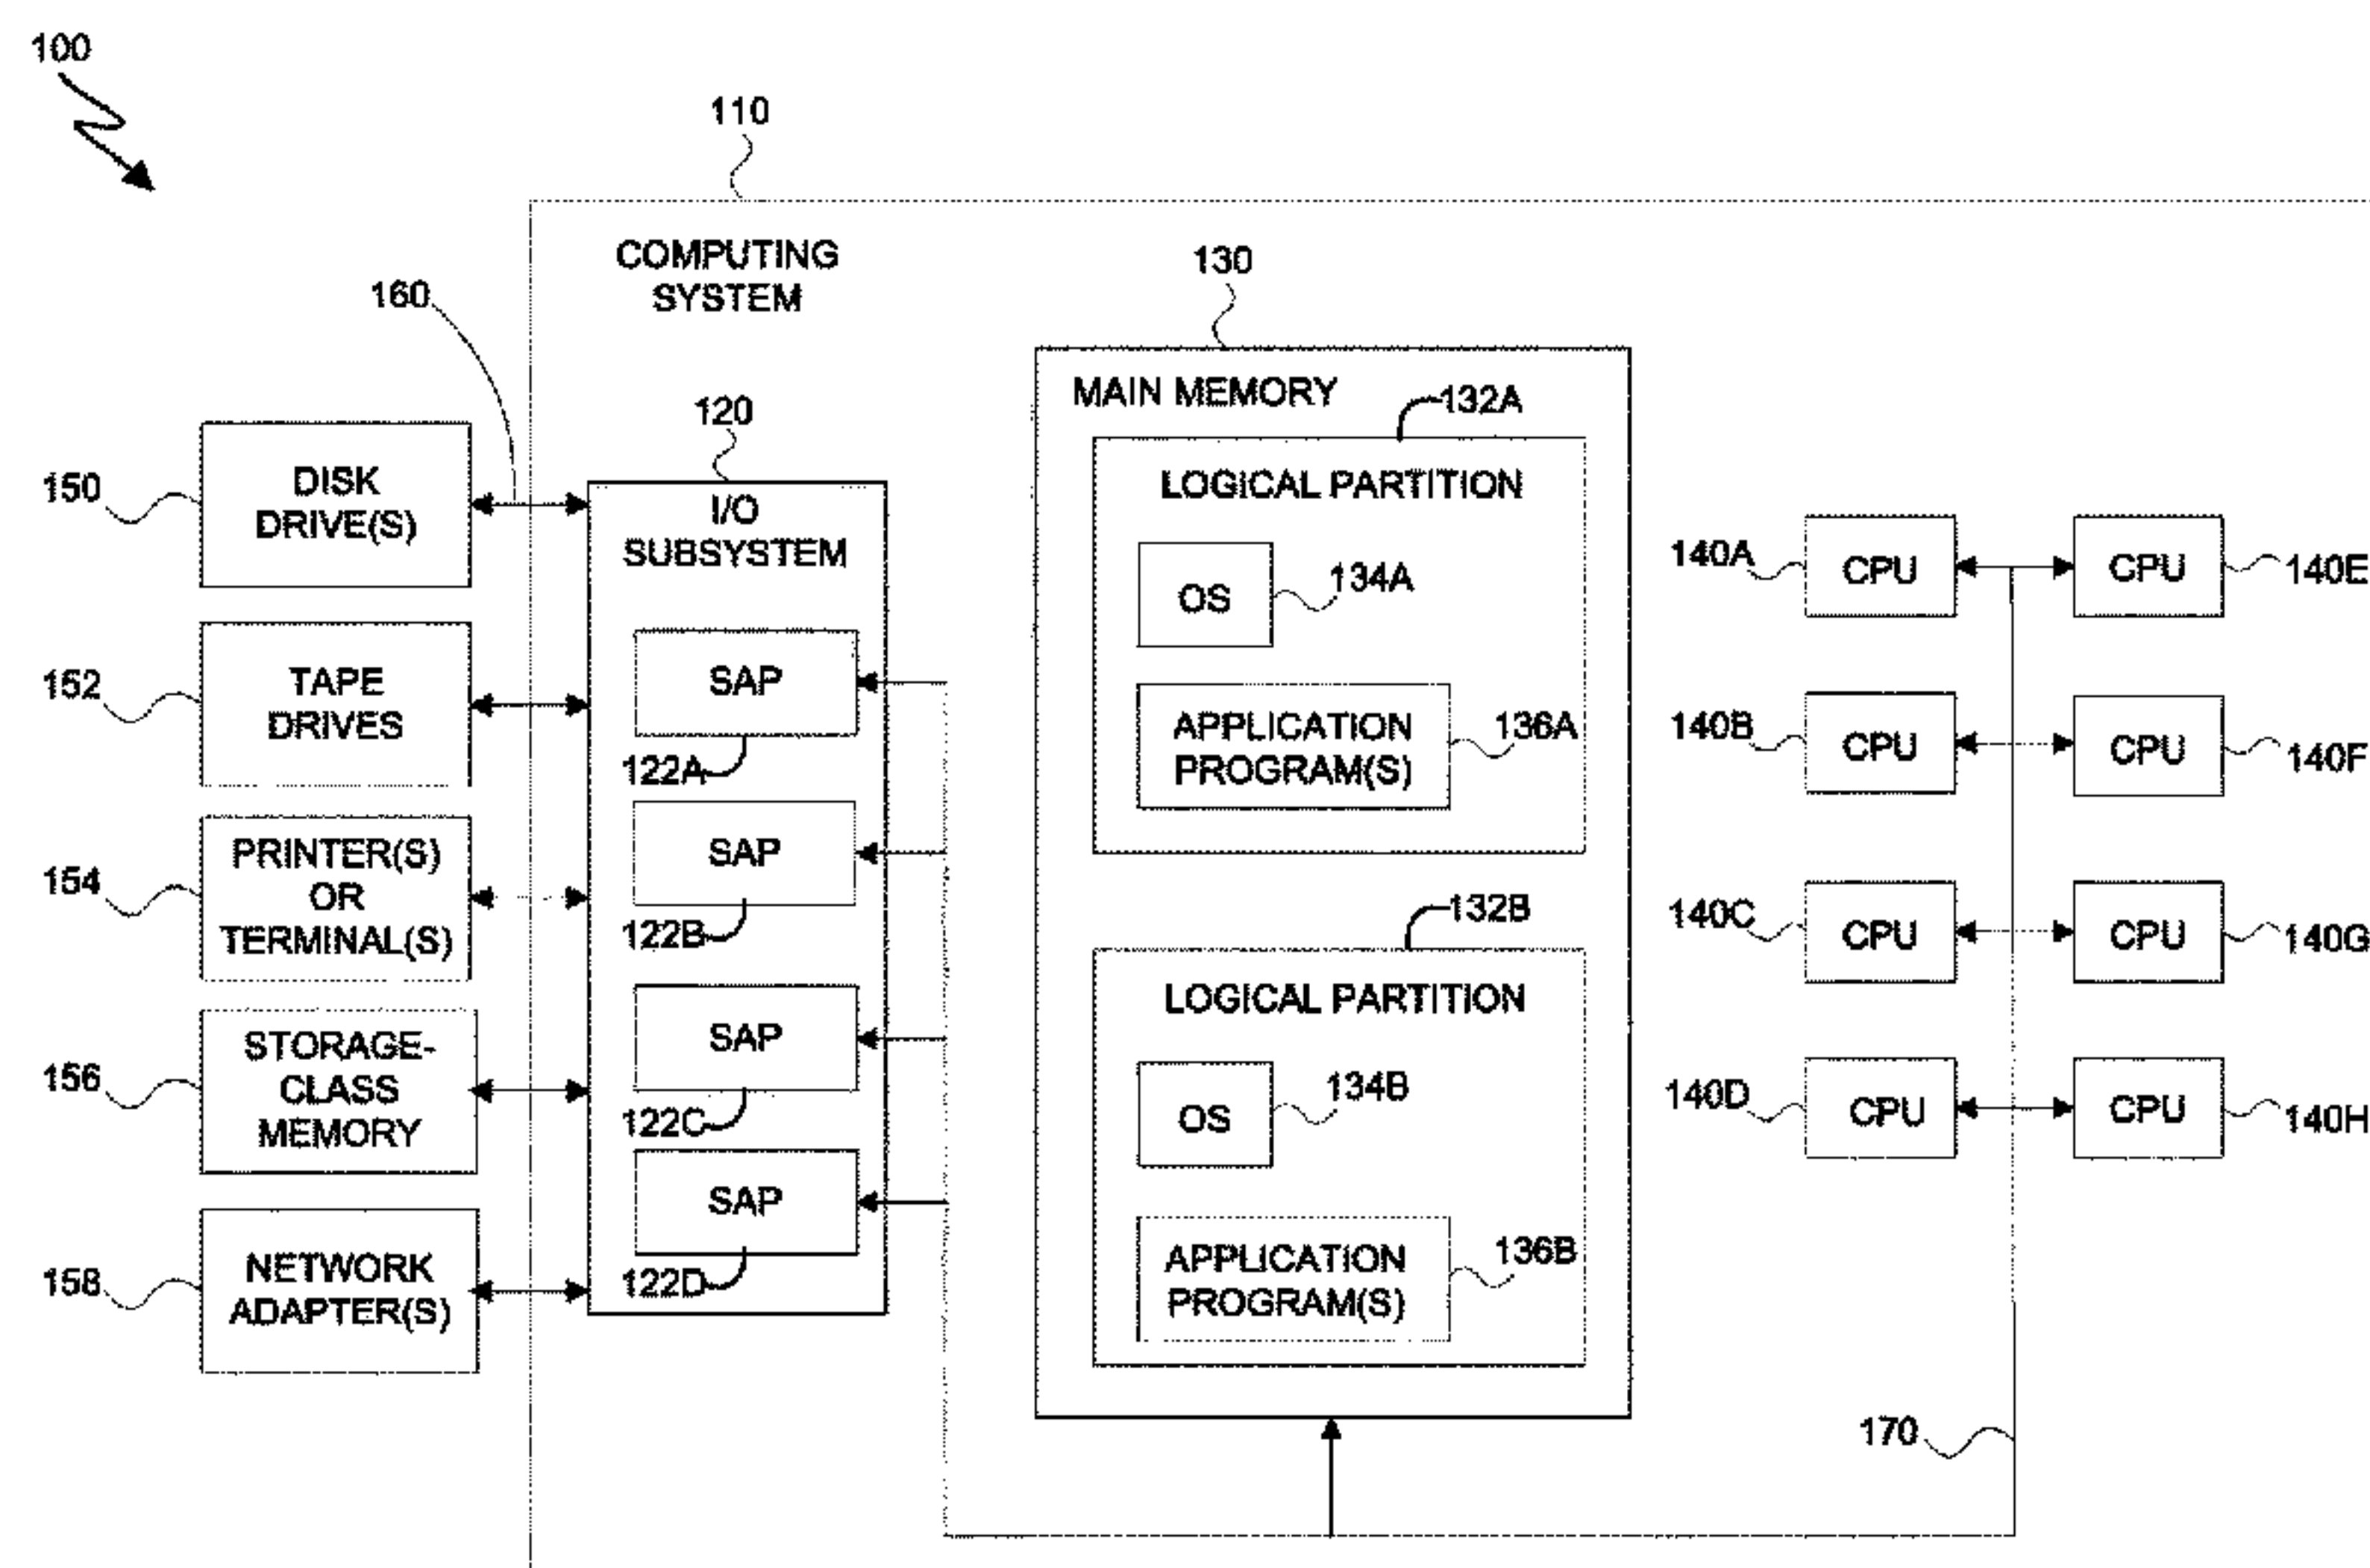 100
110
COMPUTING
SYSTEM
160
130
MAIN MEMORY
132A
120
I/O
SUBSYSTEM
LOGICAL PARTITION
150
DISK
DRIVE(S)
OS
134A
140A
CPU
CPU
140E
152
TAPE
DRIVES
SAP
122A
APPLICATION
PROGRAM(S)
136A
140B
CPU
CPU
140F
154
PRINTER(S)
OR
TERMINAL(S)
SAP
122B
132B
140C
CPU
CPU
140G
LOGICAL PARTITION
156
STORAGE-
CLASS
MEMORY
SAP
122C
OS
134B
140D
CPU
CPU
140H
158
NETWORK
ADAPTER(S)
SAP
122D
APPLICATION
PROGRAM(S)
136B
170